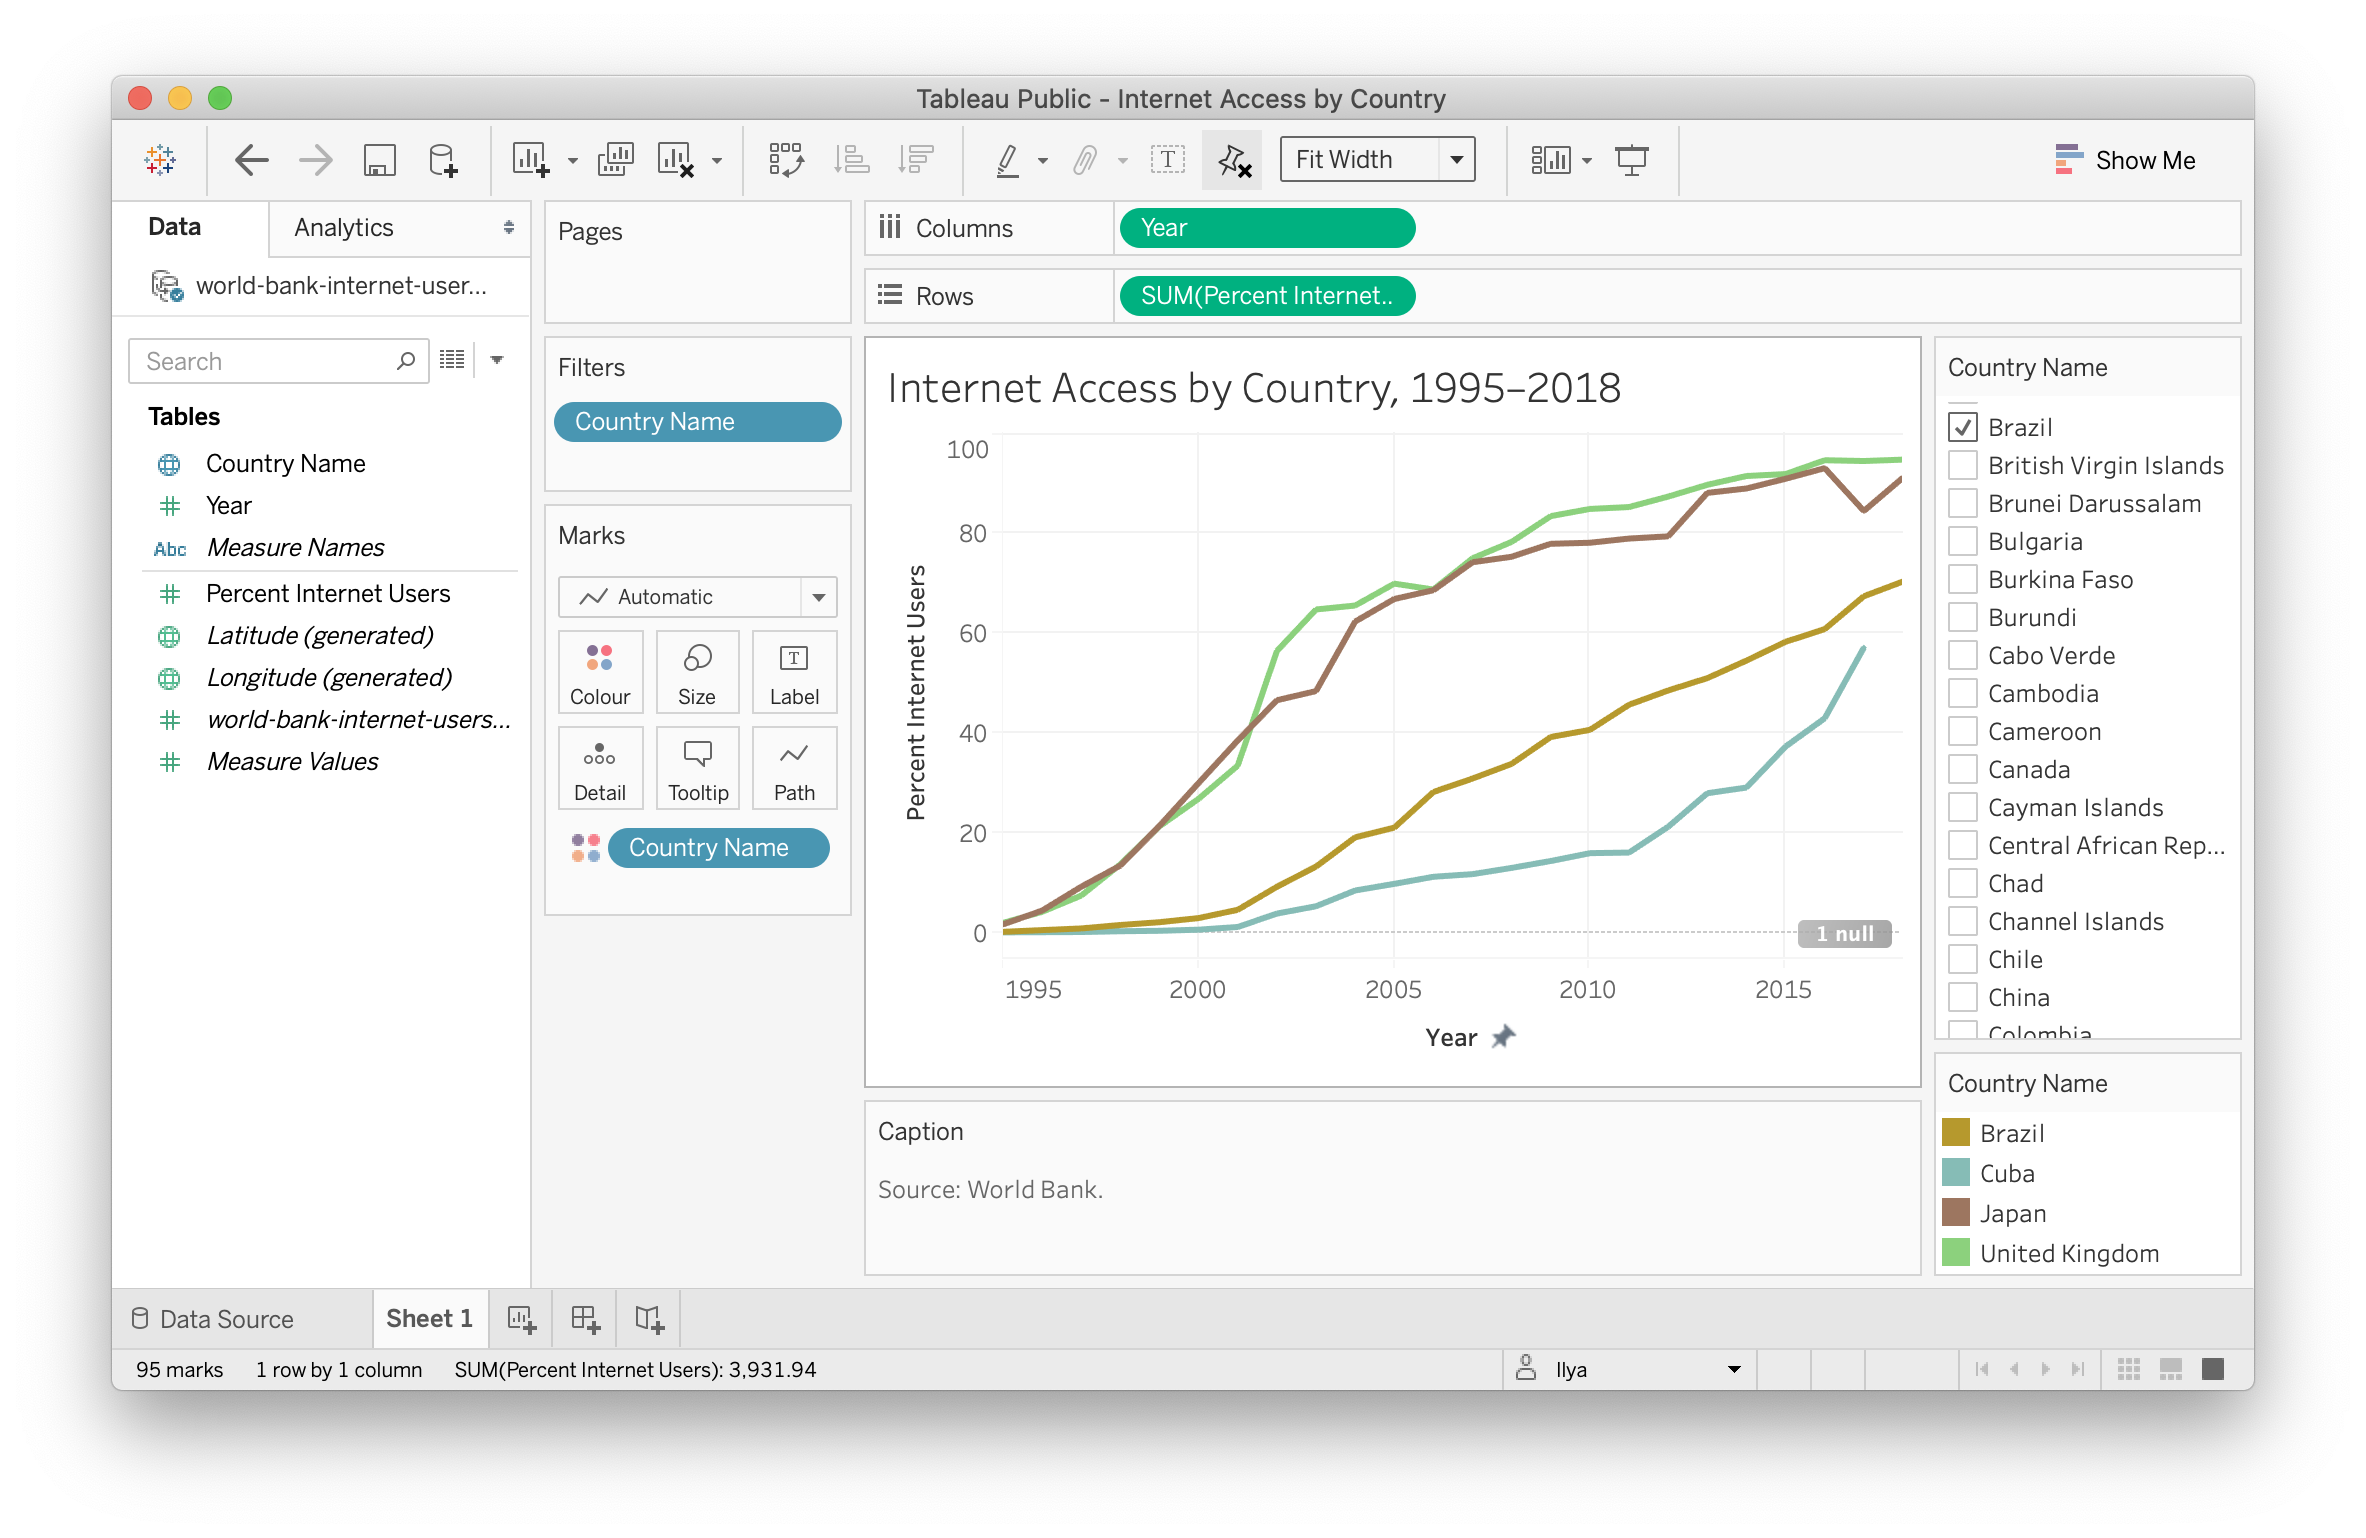 Tableau Public - Internet Access by Country
Fit Width
Show Me
Data
Analytics
world-bank-internet-user...
Search
Tables
Country Name
Year
Abc Measure Names
Percent Internet Users
Latitude (generated)
Longitude (generated)
world-bank-internet-users...
Measure Values
Pages
Filters
Country Name
Marks
Automatic
Colour
Size
Label
Detail
Tooltip
Path
Country Name
Columns
Year
Rows
SUM(Percent Internet..
Internet Access by Country, 1995–2018
Percent Internet Users
100
80
60
40
20
0
1 null
1995
2000
2005
2010
2015
Year
Caption
Source: World Bank.
Country Name
Brazil
British Virgin Islands
Brunei Darussalam
Bulgaria
Burkina Faso
Burundi
Cabo Verde
Cambodia
Cameroon
Canada
Cayman Islands
Central African Rep...
Chad
Channel Islands
Chile
China
Colombia
Country Name
Brazil
Cuba
Japan
United Kingdom
Data Source
Sheet 1
95 marks
1 row by 1 column
SUM(Percent Internet Users): 3,931.94
Ilya